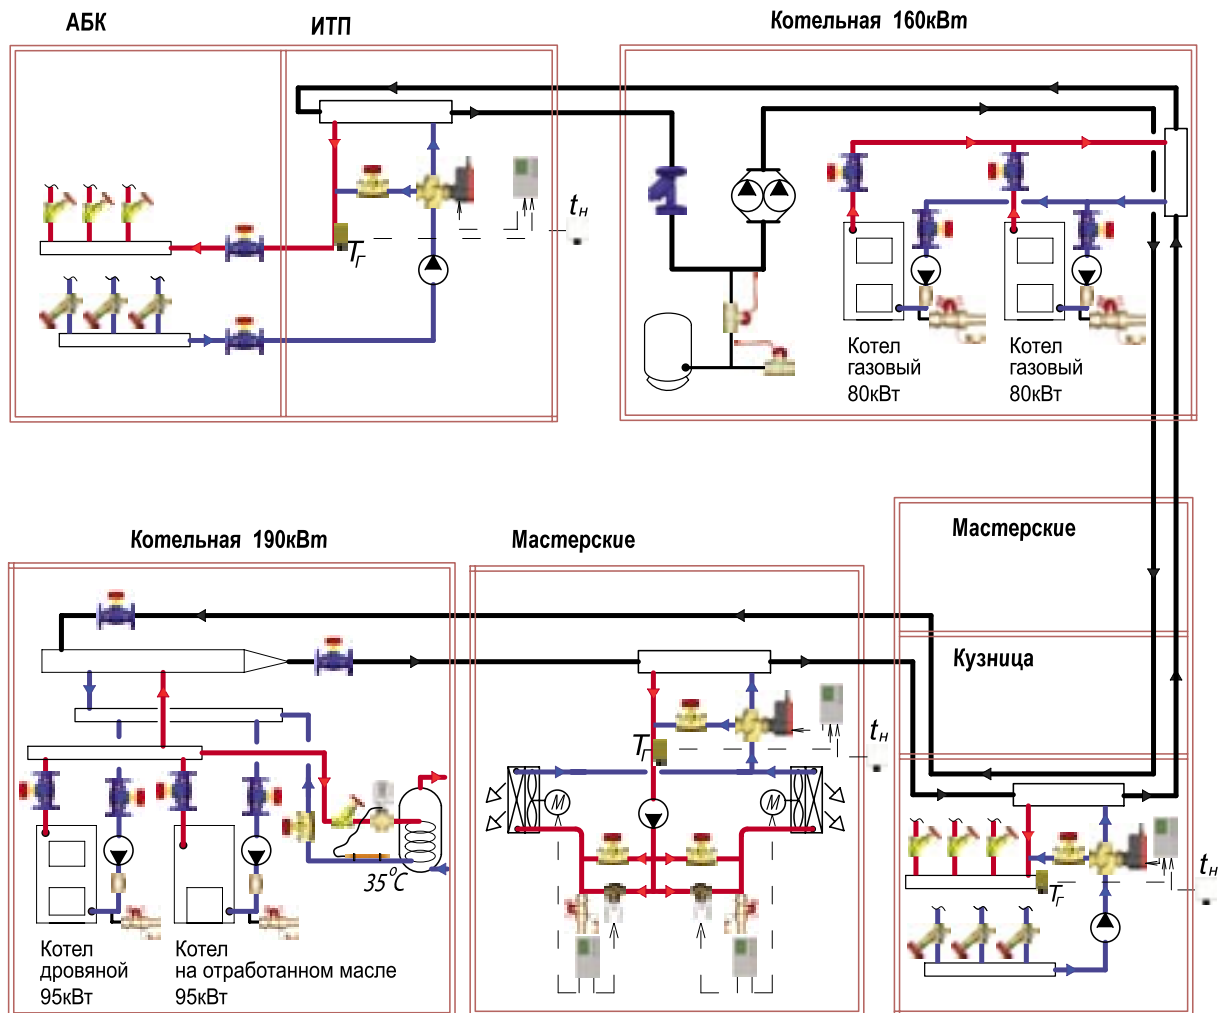 АБК
ИТП
Котельная 160кВт
tн
Tг
Котел
газовый
80кВт
Котел
газовый
80кВт
Котельная 190кВт
Мастерские
Мастерские
Кузница
tн
Tг
M
M
35°C
tн
Tг
Котел
дровяной
95кВт
Котел
на отработанном масле
95кВт